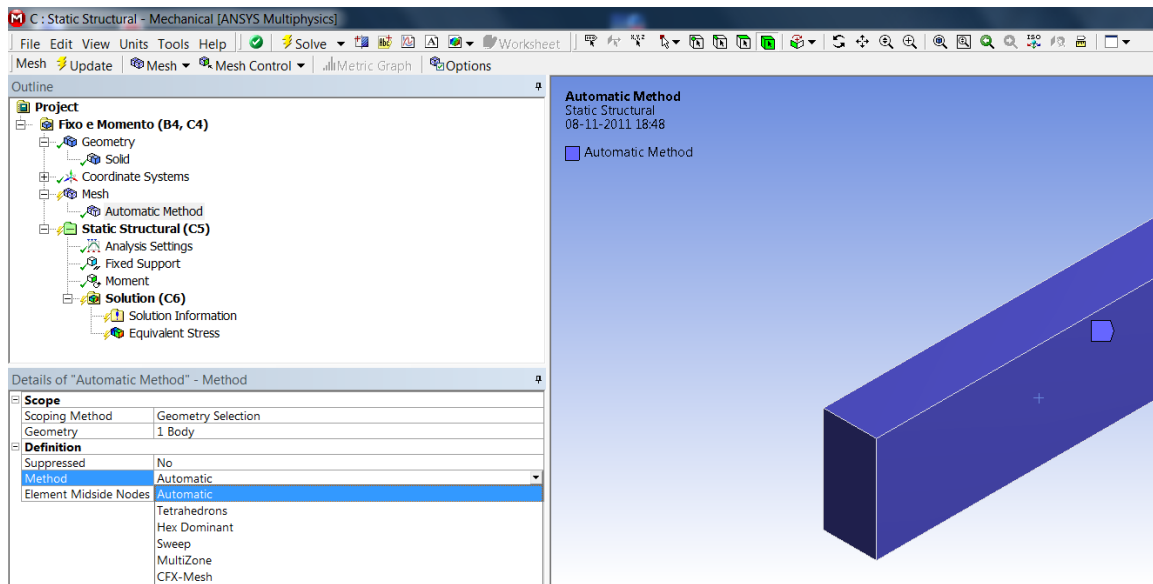 C : Static Structural - Mechanical [ANSYS Multiphysics]
File Edit View Units Tools Help Solve Worksheet
Mesh Update Mesh Mesh Control Metric Graph Options
Outline
Project
Fixo e Momento (B4, C4)
Geometry
Solid
Coordinate Systems
Mesh
Automatic Method
Static Structural (C5)
Analysis Settings
Fixed Support
Moment
Solution (C6)
Solution Information
Equivalent Stress
Details of "Automatic Method" - Method
Scope
Scoping Method Geometry Selection
Geometry 1 Body
Definition
Suppressed No
Method Automatic
Element Midside Nodes Automatic
Tetrahedrons
Hex Dominant
Sweep
MultiZone
CFX-Mesh
Automatic Method
Static Structural
08-11-2011 18:48
Automatic Method